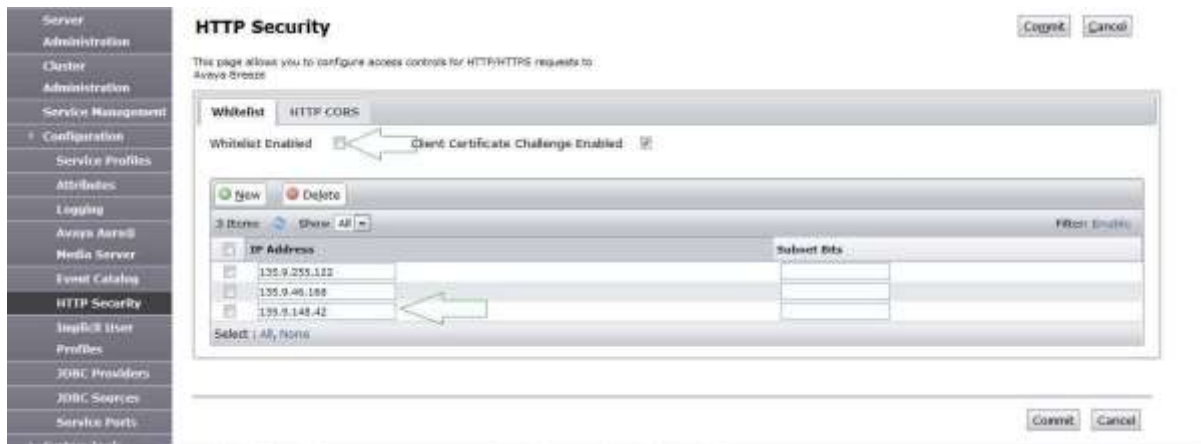 Server
Administration
Cluster
Administration
Service Management
Configuration
Service Profiles
Attributes
Logging
Avaya Aura®
Media Server
Event Catalog
HTTP Security
Implicit User
Profiles
JDBC Providers
JDBC Sources
Service Ports
HTTP Security
Commit Cancel
This page allows you to configure access controls for HTTP/HTTPS requests to
Avaya Breeze
Whitelist HTTP CORS
Whitelist Enabled Client Certificate Challenge Enabled
New Delete
3 Items Show All
Filter: Enable
IP Address Subnet Bits
135.9.255.122
135.9.46.168
135.9.148.42
Select : All, None
Commit Cancel